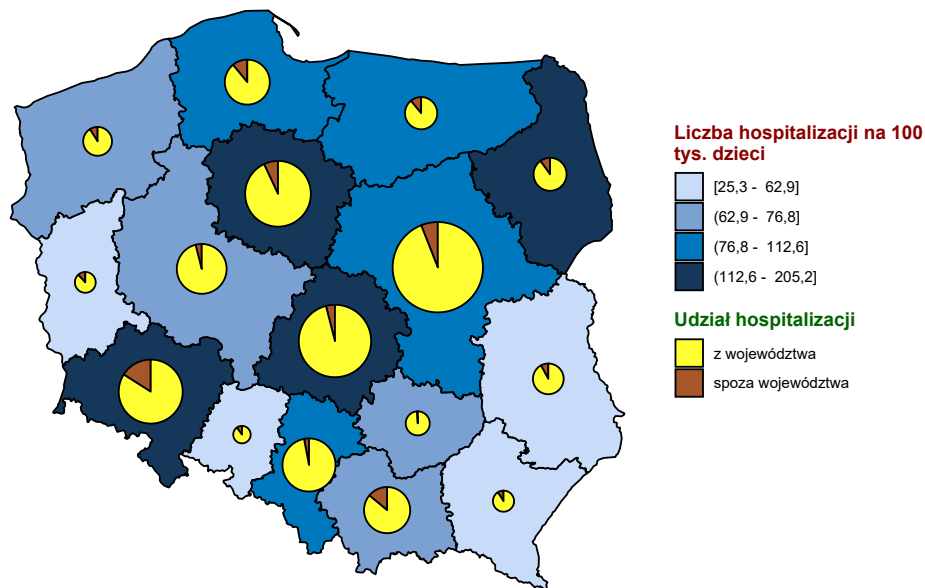 Liczba hospitalizacji na 100
tys. dzieci
[25,3 - 62,9]
(62,9 - 76,8]
(76,8 - 112,6]
(112,6 - 205,2]
Udział hospitalizacji
z województwa
spoza województwa